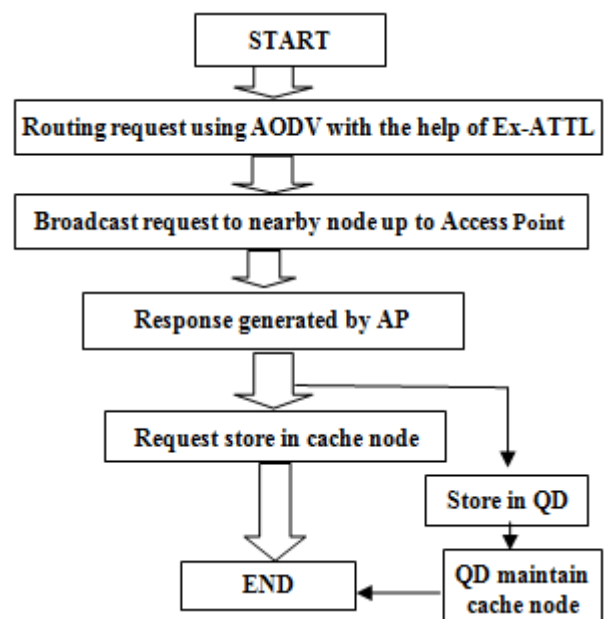 START
Routing request using AODV with the help of Ex-ATTL
Broadcast request to nearby node up to Access Point
Response generated by AP
Request store in cache node
Store in QD
END
QD maintain
cache node